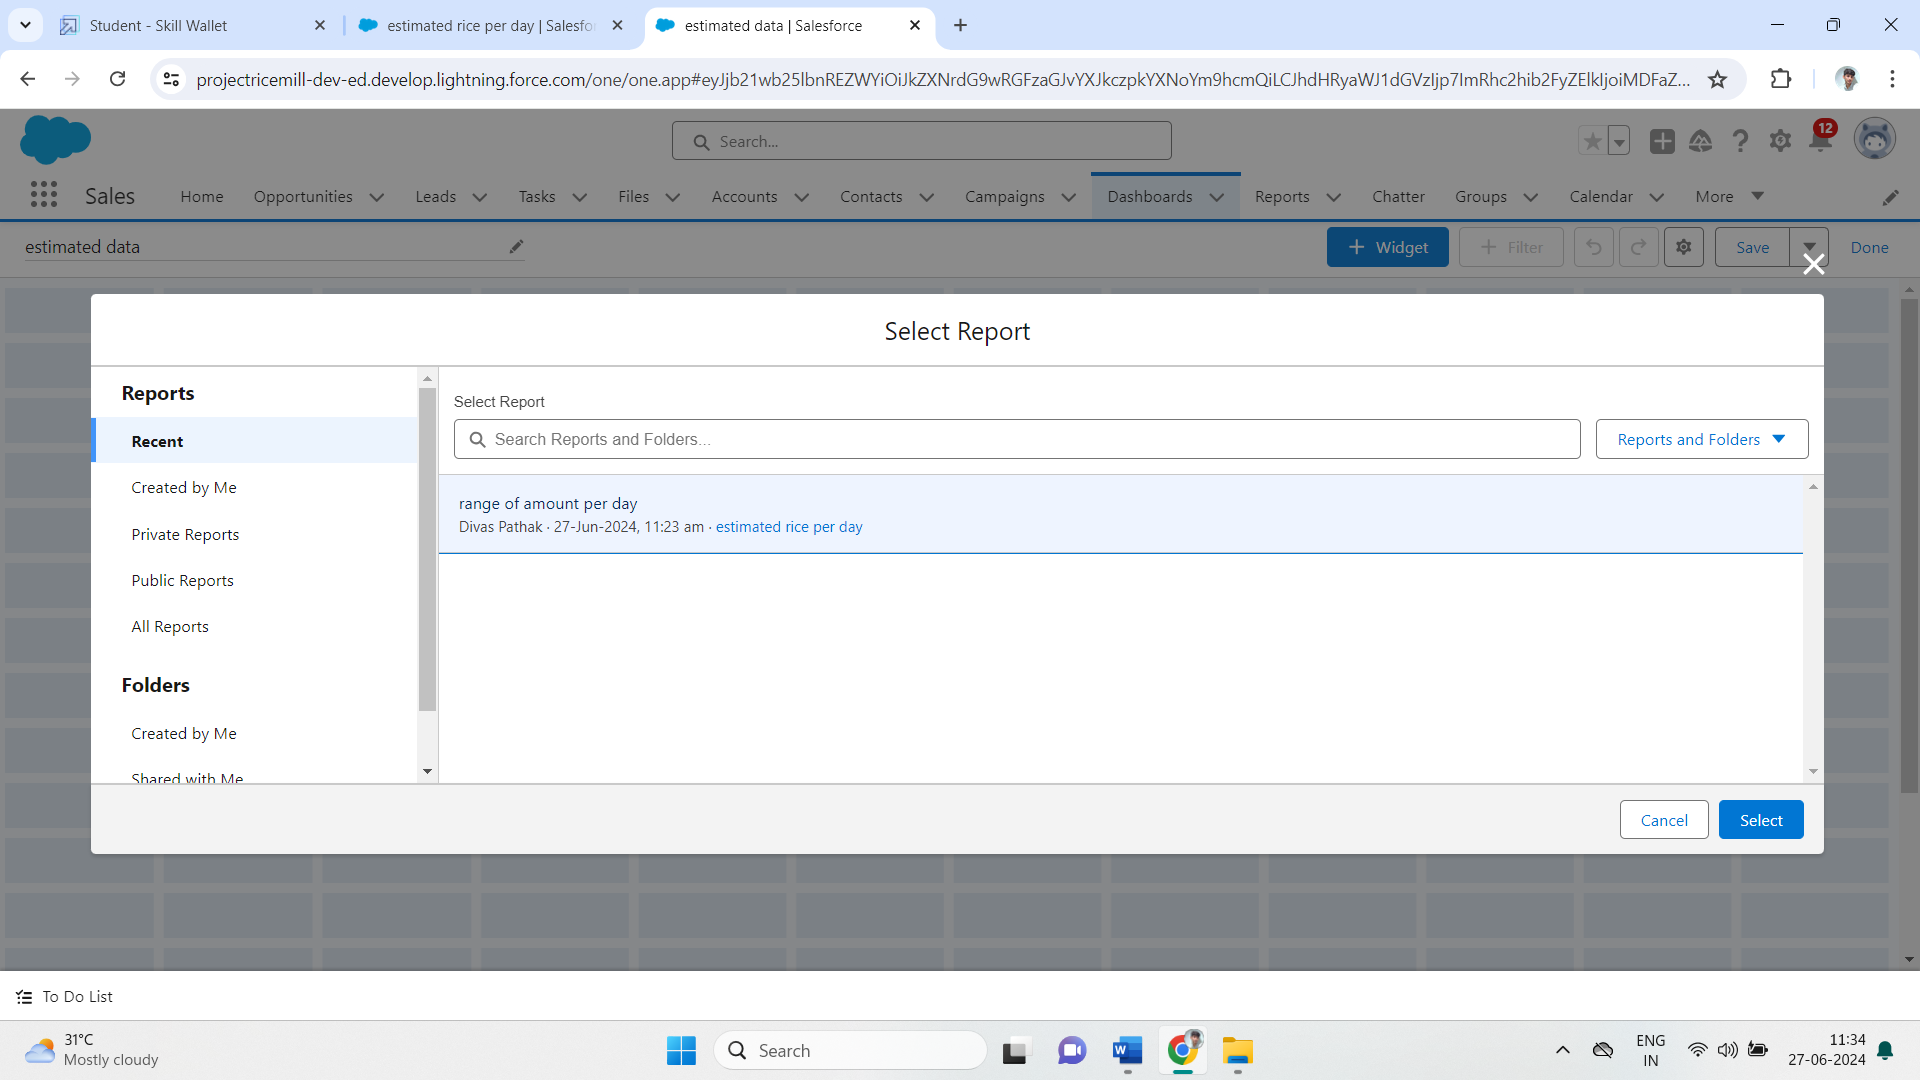 Student - Skill Wallet
estimated rice per day | Salesfo
estimated data | Salesforce
projectricemill-dev-ed.develop.lightning.force.com/one/one.app#eyJjb21wb25lbnREZWYiOiJkZXNrdG9wRGFzaGJvYXJkczpkYXNoYm9hcmQiLCJhdHRyaWJ1dGVzIjp7ImRhc2hib2FyZElkIjoiMDFaZ...
Search...
12
Sales
Home
Opportunities
Leads
Tasks
Files
Accounts
Contacts
Campaigns
Dashboards
Reports
Chatter
Groups
Calendar
More
estimated data
+ Widget
+ Filter
Save
Done
Select Report
Reports
Recent
Created by Me
Private Reports
Public Reports
All Reports
Folders
Created by Me
Shared with Me
Select Report
Search Reports and Folders...
Reports and Folders
range of amount per day
Divas Pathak · 27-Jun-2024, 11:23 am · estimated rice per day
Cancel
Select
To Do List
31°C
Mostly cloudy
Search
ENG
IN
11:34
27-06-2024